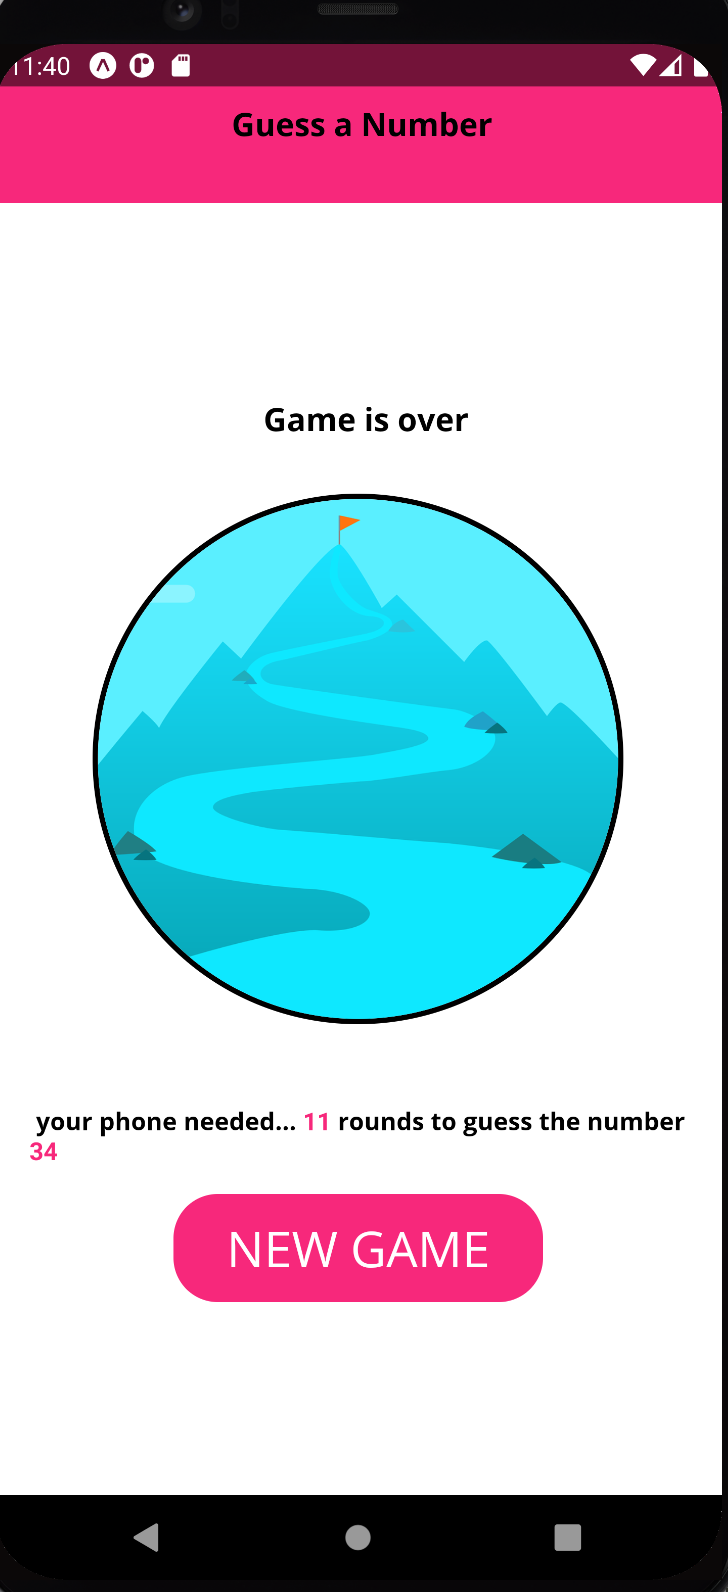 11:40
Guess a Number
Game is over
your phone needed... 11 rounds to guess the number
34
NEW GAME